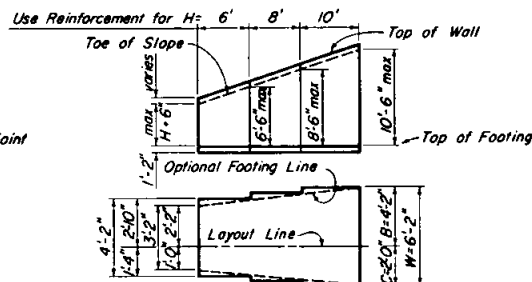 Use Reinforcement for H= 6' 8' 10'
Toe of Slope
Top of Wall
varies
max
H + 6"
6'-6" max
8'-6" max
10'-6" max
oint
Top of Footing
1'-2"
Optional Footing Line
4'-2"
2'-10"
3'-2"
2'-2"
Layout Line
1'-4"
1'-0"
C=2'-0"
B=4'-2"
W=6'-2"